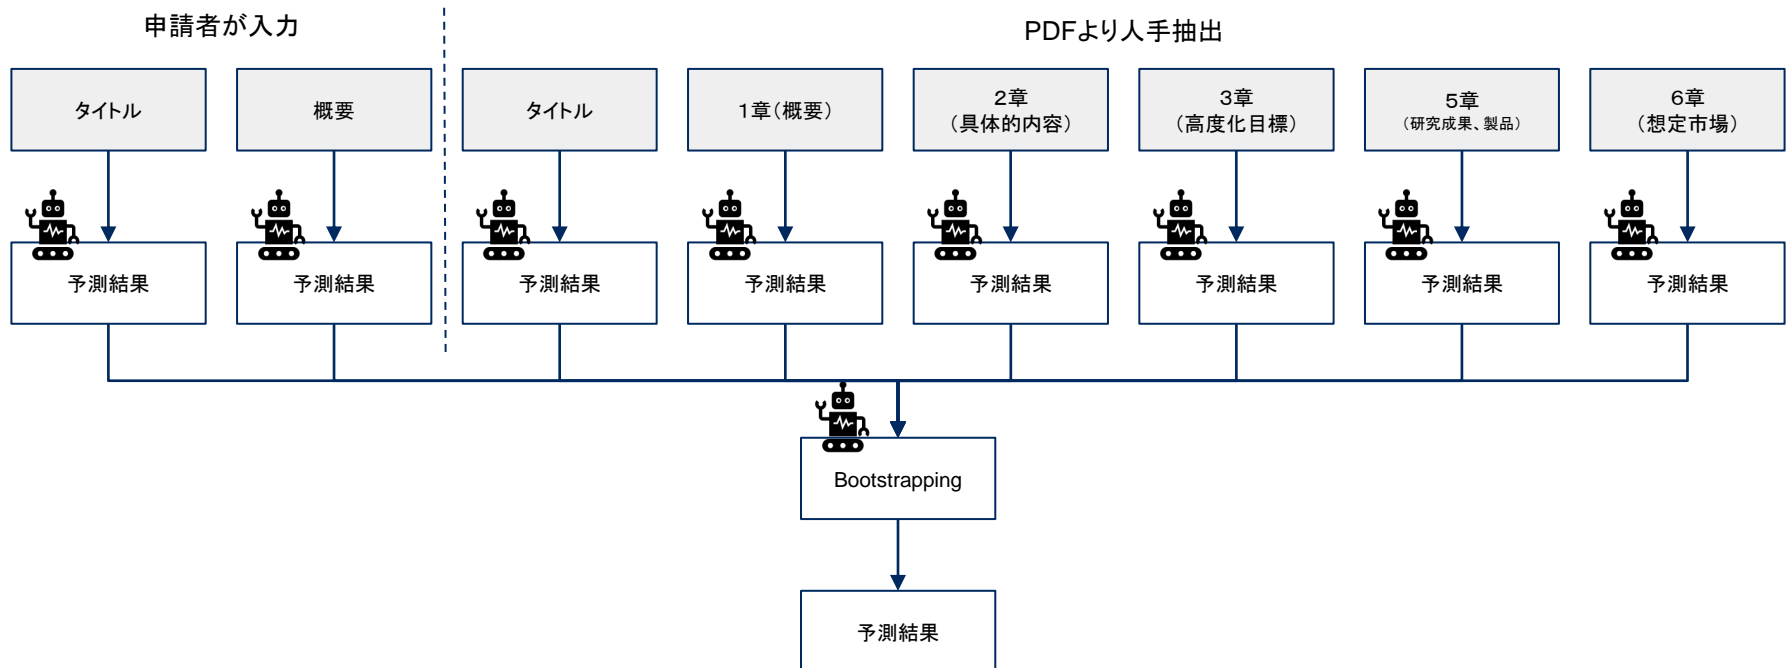 申請者が入力
PDFより人手抽出
タイトル
概要
タイトル
1章(概要)
2章
(具体的内容)
3章
(高度化目標)
5章
(研究成果、製品)
6章
(想定市場)
予測結果
予測結果
予測結果
予測結果
予測結果
予測結果
予測結果
予測結果
Bootstrapping
予測結果